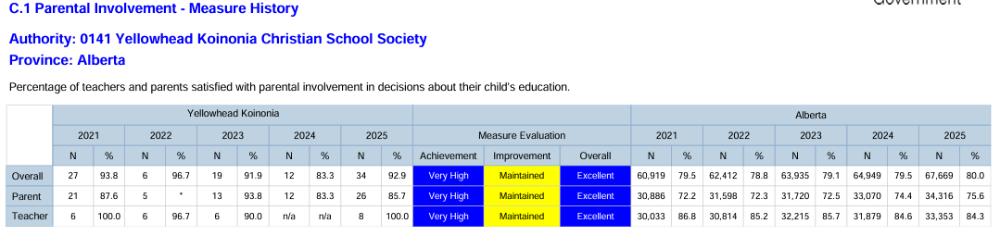 Government
C.1 Parental Involvement - Measure History
Authority: 0141 Yellowhead Koinonia Christian School Society
Province: Alberta
Percentage of teachers and parents satisfied with parental involvement in decisions about their child's education.
Yellowhead Koinonia Alberta
2021 2022 2023 2024 2025 Measure Evaluation 2021 2022 2023 2024 2025
N % N % N % N % N % Achievement Improvement Overall N % N % N % N % N %
Overall 27 93.8 6 96.7 19 91.9 12 83.3 34 92.9 Very High Maintained Excellent 60,919 79.5 62,412 78.8 63,935 79.1 64,949 79.5 67,669 80.0
Parent 21 87.6 5 * 13 93.8 12 83.3 26 85.7 Very High Maintained Excellent 30,886 72.2 31,598 72.3 31,720 72.5 33,070 74.4 34,316 75.6
Teacher 6 100.0 6 96.7 6 90.0 n/a n/a 8 100.0 Very High Maintained Excellent 30,033 86.8 30,814 85.2 32,215 85.7 31,879 84.6 33,353 84.3